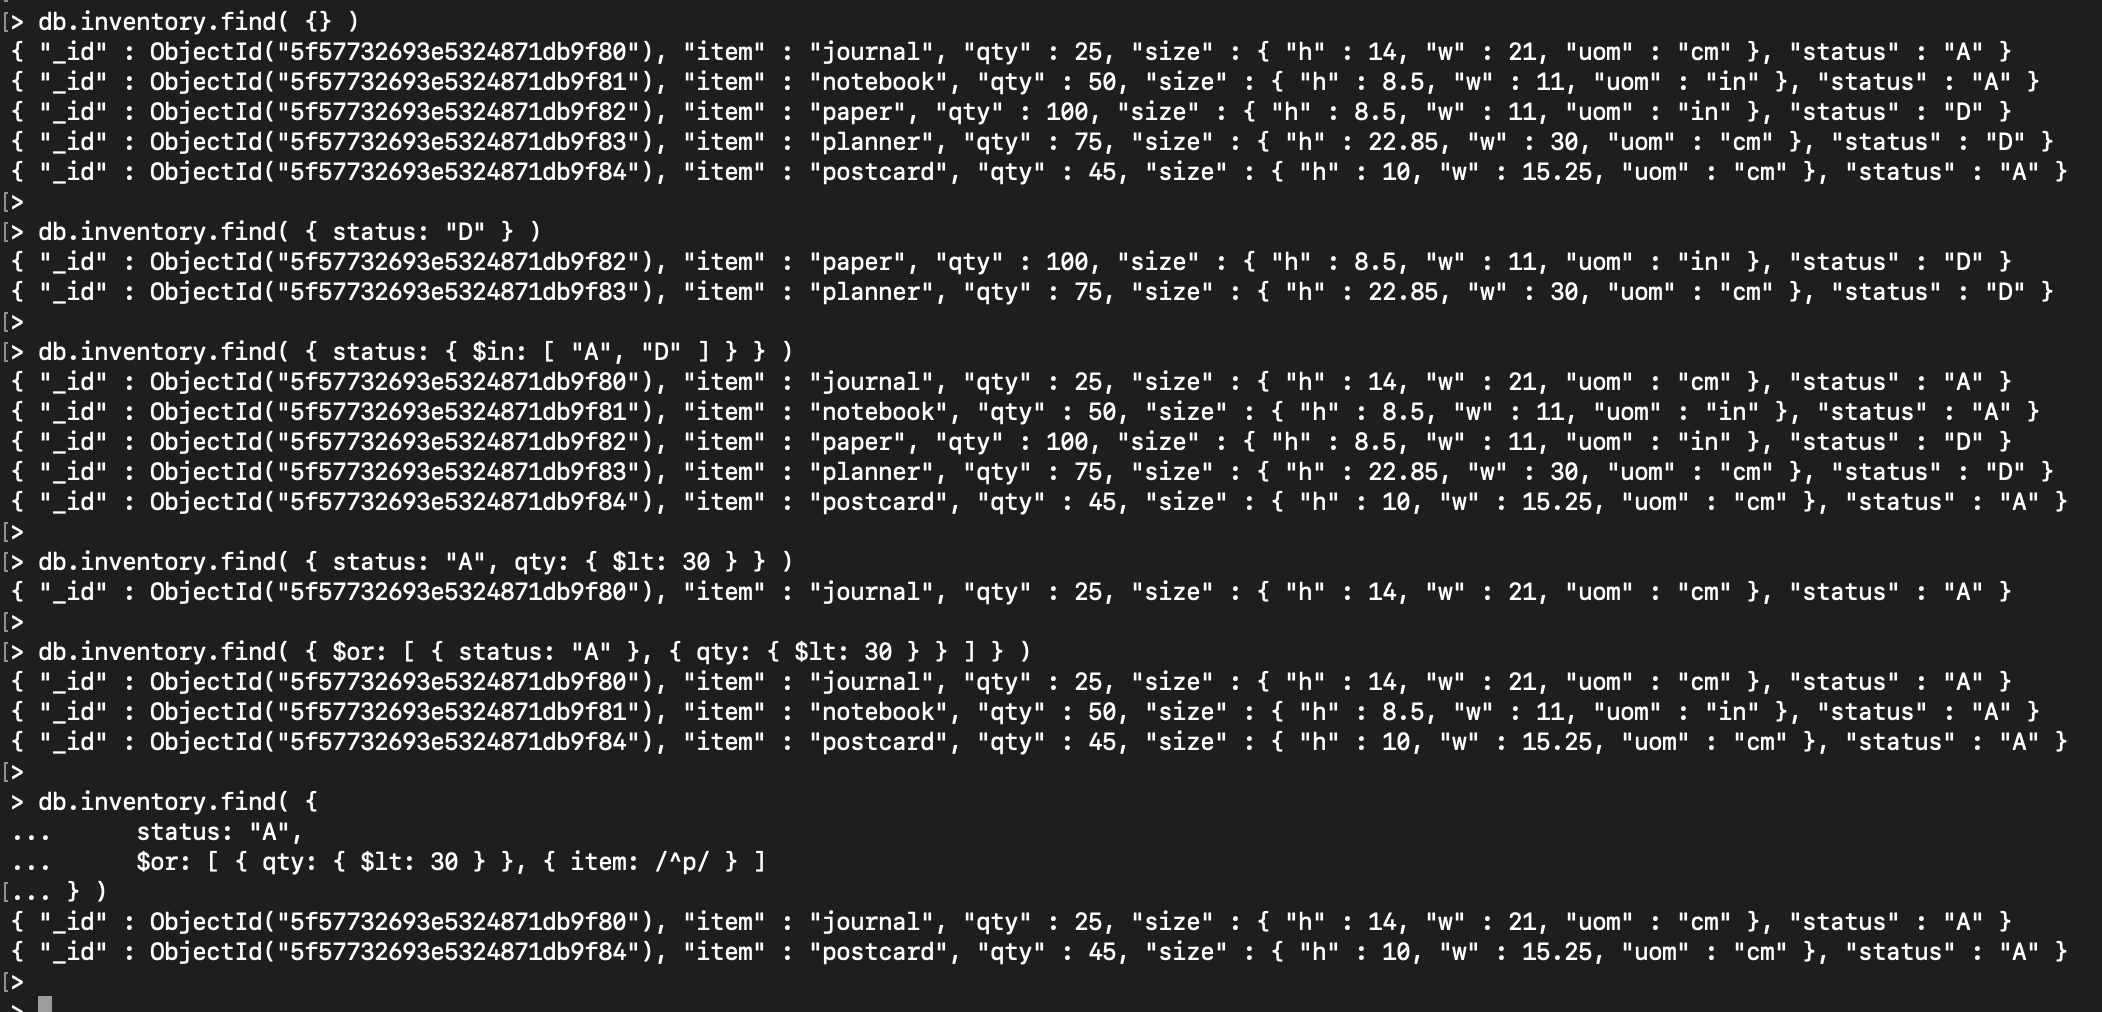 [> db.inventory.find( {} )
{ "_id" : ObjectId("5f57732693e5324871db9f80"), "item" : "journal", "qty" : 25, "size" : { "h" : 14, "w" : 21, "uom" : "cm" }, "status" : "A" }
{ "_id" : ObjectId("5f57732693e5324871db9f81"), "item" : "notebook", "qty" : 50, "size" : { "h" : 8.5, "w" : 11, "uom" : "in" }, "status" : "A" }
{ "_id" : ObjectId("5f57732693e5324871db9f82"), "item" : "paper", "qty" : 100, "size" : { "h" : 8.5, "w" : 11, "uom" : "in" }, "status" : "D" }
{ "_id" : ObjectId("5f57732693e5324871db9f83"), "item" : "planner", "qty" : 75, "size" : { "h" : 22.85, "w" : 30, "uom" : "cm" }, "status" : "D" }
{ "_id" : ObjectId("5f57732693e5324871db9f84"), "item" : "postcard", "qty" : 45, "size" : { "h" : 10, "w" : 15.25, "uom" : "cm" }, "status" : "A" }
[>
[> db.inventory.find( { status: "D" } )
{ "_id" : ObjectId("5f57732693e5324871db9f82"), "item" : "paper", "qty" : 100, "size" : { "h" : 8.5, "w" : 11, "uom" : "in" }, "status" : "D" }
{ "_id" : ObjectId("5f57732693e5324871db9f83"), "item" : "planner", "qty" : 75, "size" : { "h" : 22.85, "w" : 30, "uom" : "cm" }, "status" : "D" }
[>
[> db.inventory.find( { status: { $in: [ "A", "D" ] } } )
{ "_id" : ObjectId("5f57732693e5324871db9f80"), "item" : "journal", "qty" : 25, "size" : { "h" : 14, "w" : 21, "uom" : "cm" }, "status" : "A" }
{ "_id" : ObjectId("5f57732693e5324871db9f81"), "item" : "notebook", "qty" : 50, "size" : { "h" : 8.5, "w" : 11, "uom" : "in" }, "status" : "A" }
{ "_id" : ObjectId("5f57732693e5324871db9f82"), "item" : "paper", "qty" : 100, "size" : { "h" : 8.5, "w" : 11, "uom" : "in" }, "status" : "D" }
{ "_id" : ObjectId("5f57732693e5324871db9f83"), "item" : "planner", "qty" : 75, "size" : { "h" : 22.85, "w" : 30, "uom" : "cm" }, "status" : "D" }
{ "_id" : ObjectId("5f57732693e5324871db9f84"), "item" : "postcard", "qty" : 45, "size" : { "h" : 10, "w" : 15.25, "uom" : "cm" }, "status" : "A" }
[>
[> db.inventory.find( { status: "A", qty: { $lt: 30 } } )
{ "_id" : ObjectId("5f57732693e5324871db9f80"), "item" : "journal", "qty" : 25, "size" : { "h" : 14, "w" : 21, "uom" : "cm" }, "status" : "A" }
[>
[> db.inventory.find( { $or: [ { status: "A" }, { qty: { $lt: 30 } } ] } )
{ "_id" : ObjectId("5f57732693e5324871db9f80"), "item" : "journal", "qty" : 25, "size" : { "h" : 14, "w" : 21, "uom" : "cm" }, "status" : "A" }
{ "_id" : ObjectId("5f57732693e5324871db9f81"), "item" : "notebook", "qty" : 50, "size" : { "h" : 8.5, "w" : 11, "uom" : "in" }, "status" : "A" }
{ "_id" : ObjectId("5f57732693e5324871db9f84"), "item" : "postcard", "qty" : 45, "size" : { "h" : 10, "w" : 15.25, "uom" : "cm" }, "status" : "A" }
[>
> db.inventory.find( {
...      status: "A",
...      $or: [ { qty: { $lt: 30 } }, { item: /^p/ } ]
[... } )
{ "_id" : ObjectId("5f57732693e5324871db9f80"), "item" : "journal", "qty" : 25, "size" : { "h" : 14, "w" : 21, "uom" : "cm" }, "status" : "A" }
{ "_id" : ObjectId("5f57732693e5324871db9f84"), "item" : "postcard", "qty" : 45, "size" : { "h" : 10, "w" : 15.25, "uom" : "cm" }, "status" : "A" }
[>
>